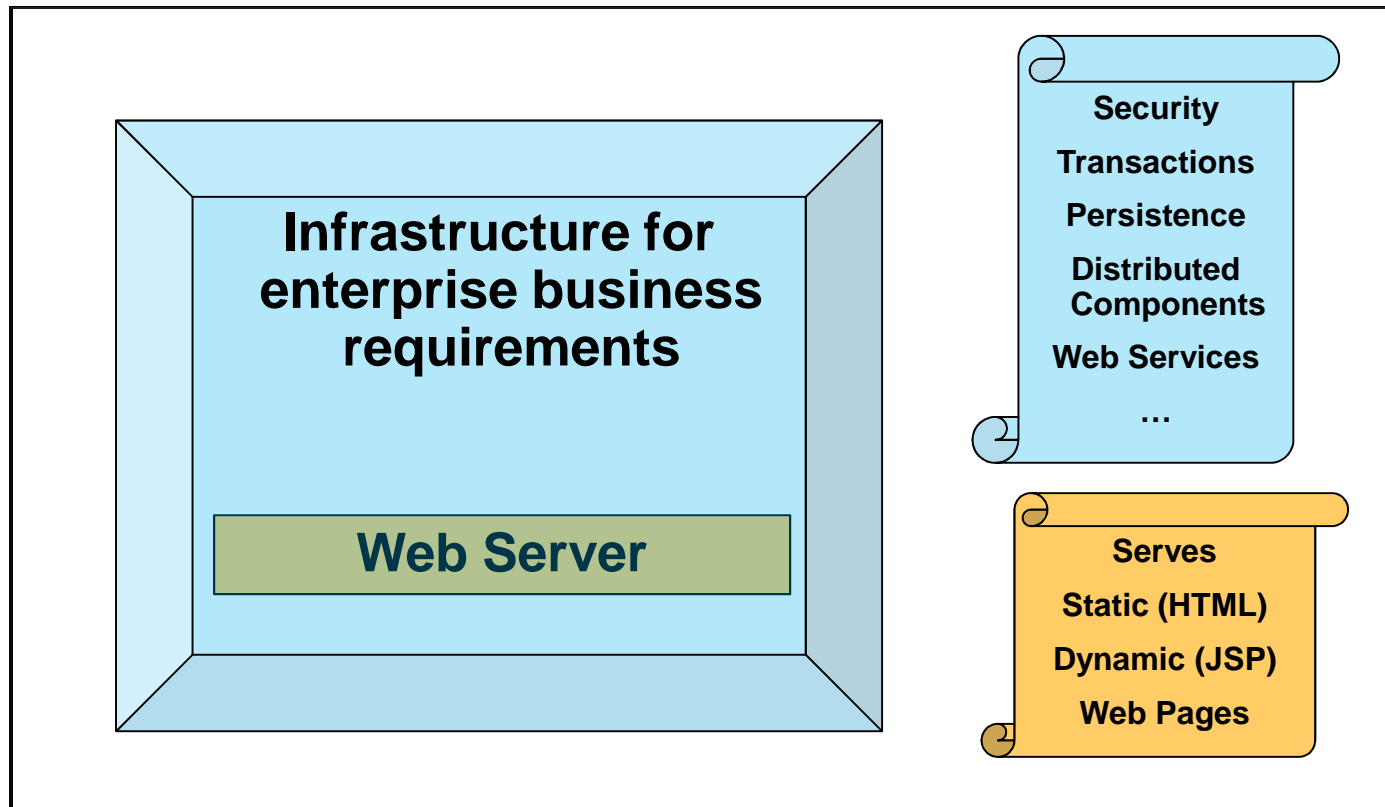 Infrastructure for
enterprise business
requirements
Web Server
Security
Transactions
Persistence
Distributed
Components
Web Services
…
Serves
Static (HTML)
Dynamic (JSP)
Web Pages